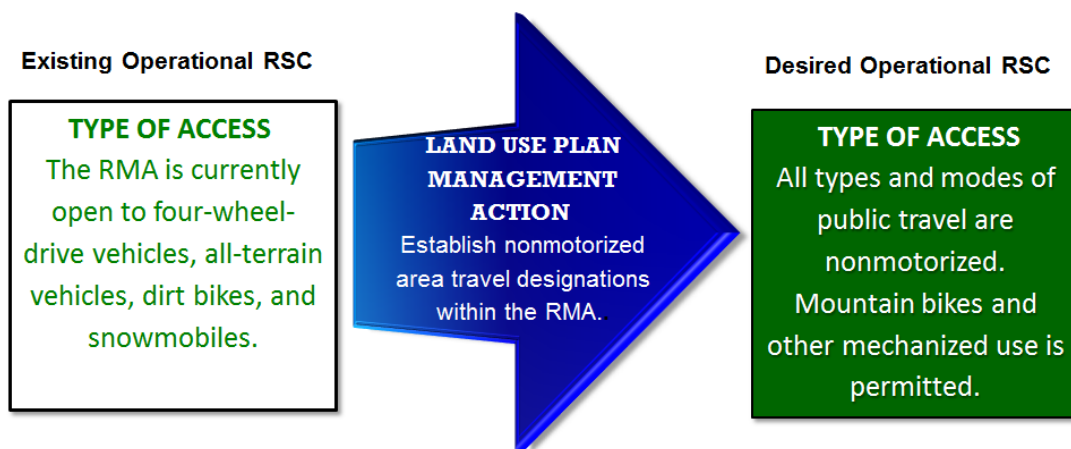 Existing Operational RSC
TYPE OF ACCESS
The RMA is currently
open to four-wheel-
drive vehicles, all-terrain
vehicles, dirt bikes, and
snowmobiles.
LAND USE PLAN
MANAGEMENT
ACTION
Establish nonmotorized
area travel designations
within the RMA..
Desired Operational RSC
TYPE OF ACCESS
All types and modes of
public travel are
nonmotorized.
Mountain bikes and
other mechanized use is
permitted.